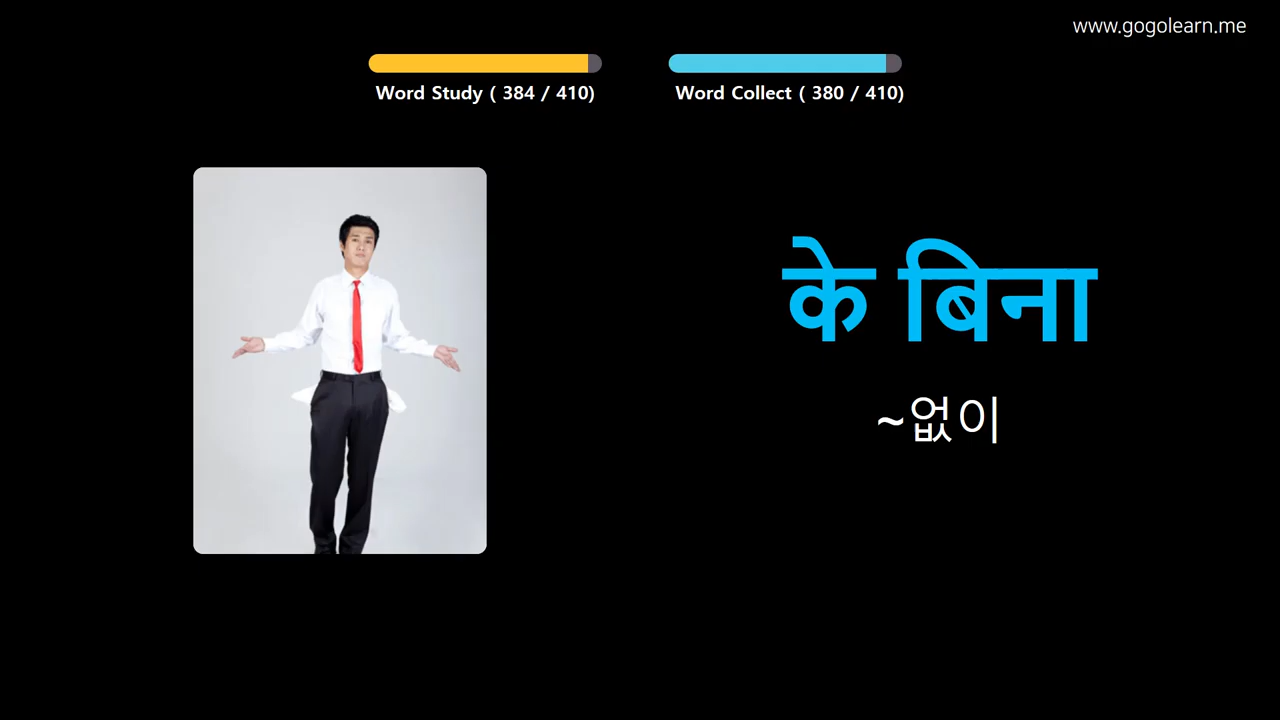 www.gogolearn.me
Word Study ( 384 / 410)
Word Collect ( 380 / 410)
के बिना
~없이